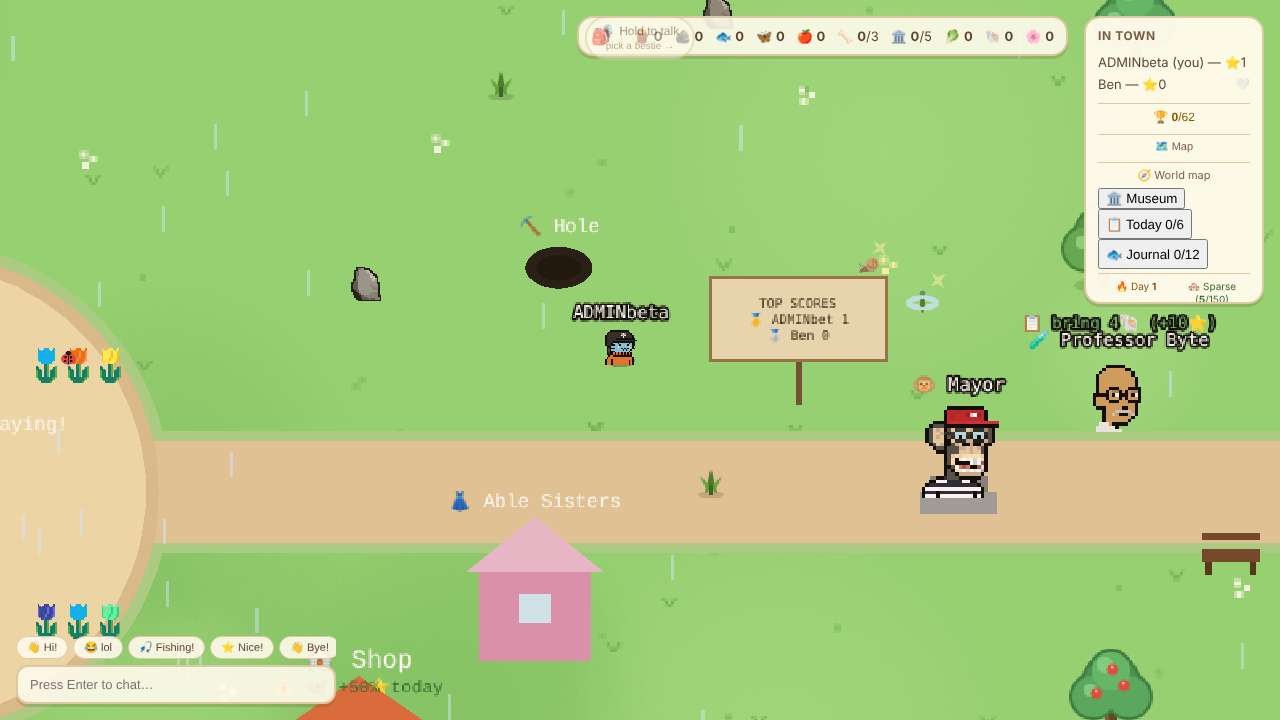 Hold to talk
pick a bestie →
0 0 0 0 0 0/3 0/5 0 0 0
IN TOWN
ADMINbeta (you) — ⭐1
Ben — ⭐0
🏆 0/62
🗺️ Map
🧭 World map
🏛️ Museum
📋 Today 0/6
🐟 Journal 0/12
🔥 Day 1
🏘️ Sparse
(5/150)
⛏️ Hole
ADMINbeta
TOP SCORES
🥇 ADMINbet 1
🥈 Ben 0
📋 bring 4🐚 (+10⭐)
🧪 Professor Byte
🐵 Mayor
aying!
👗 Able Sisters
👋 Hi!
😂 lol
🎣 Fishing!
⭐ Nice!
👋 Bye!
Shop
today
Press Enter to chat…